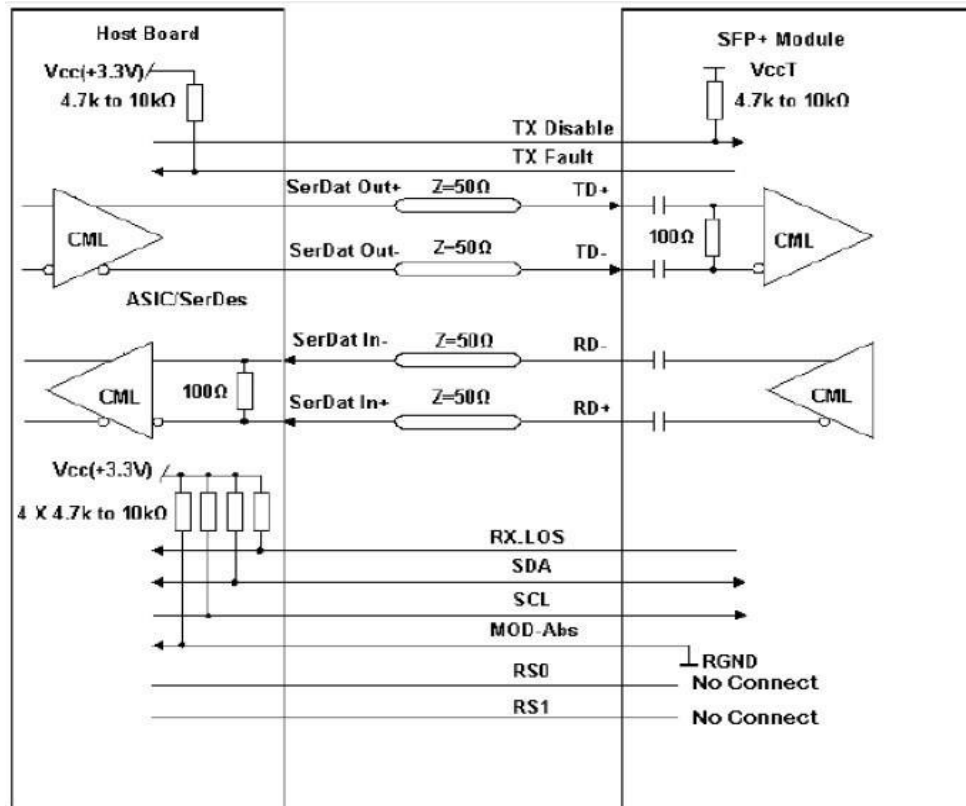 Host Board
SFP+ Module
Vcc(+3.3V)
4.7k to 10kΩ
VccT
4.7k to 10kΩ
TX Disable
TX Fault
SerDat Out+
Z=50Ω
TD+
CML
100Ω
CML
SerDat Out-
Z=50Ω
TD-
ASIC/SerDes
SerDat In-
Z=50Ω
RD-
CML
100Ω
SerDat In+
Z=50Ω
RD+
CML
Vcc(+3.3V)
4 X 4.7k to 10kΩ
RX_LOS
SDA
SCL
MOD-Abs
RGND
RS0
No Connect
RS1
No Connect